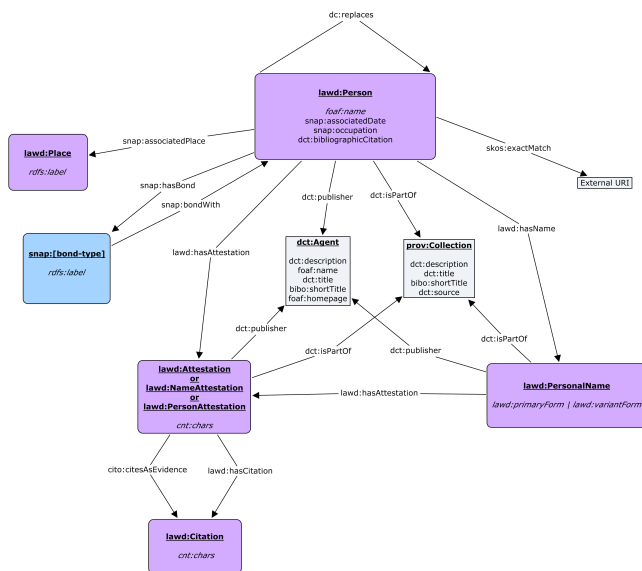 dc:replaces
lawd:Person
foaf:name
snap:associatedDate
snap:occupation
dct:bibliographicCitation
snap:associatedPlace
skos:exactMatch
lawd:Place
rdfs:label
External URI
snap:hasBond
dct:isPartOf
dct:publisher
snap:bondWith
lawd:hasName
snap:[bond-type]
rdfs:label
lawd:hasAttestation
dct:Agent
dct:description
foaf:name
dct:title
bibo:shortTitle
foaf:homepage
prov:Collection
dct:description
dct:title
bibo:shortTitle
dct:source
dct:publisher
dct:isPartOf
dct:publisher
dct:isPartOf
lawd:Attestation
or
lawd:NameAttestation
or
lawd:PersonAttestation
cnt:chars
lawd:hasAttestation
lawd:PersonalName
lawd:primaryForm | lawd:variantForm
cito:citesAsEvidence
lawd:hasCitation
lawd:Citation
cnt:chars